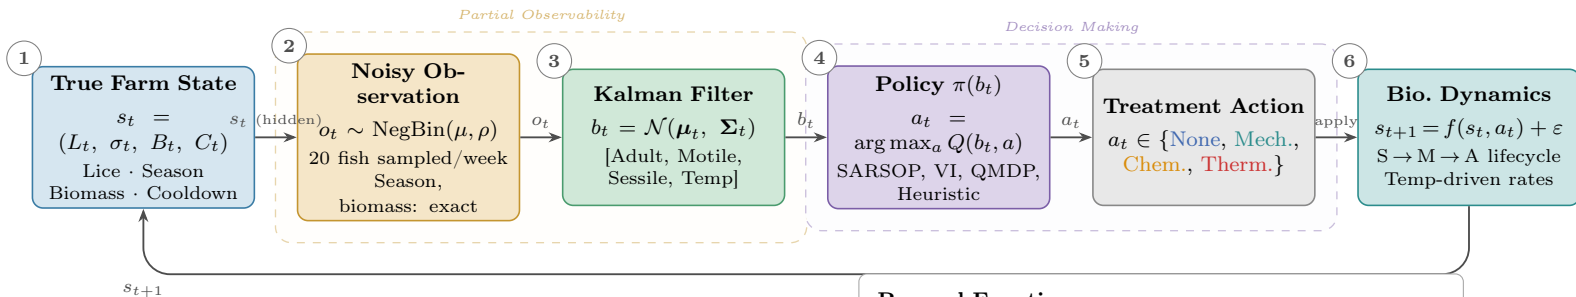 Partial Observability
Decision Making
1
True Farm State
s_t =
(L_t, σ_t, B_t, C_t)
Lice · Season
Biomass · Cooldown
s_t (hidden)
2
Noisy Ob-
servation
o_t ∼ NegBin(μ, ρ)
20 fish sampled/week
Season,
biomass: exact
o_t
3
Kalman Filter
b_t = 𝒩(μ_t, Σ_t)
[Adult, Motile,
Sessile, Temp]
b_t
4
Policy π(b_t)
a_t =
arg max_a Q(b_t, a)
SARSOP, VI, QMDP,
Heuristic
a_t
5
Treatment Action
a_t ∈ {None, Mech.,
Chem., Therm.}
apply
6
Bio. Dynamics
s_{t+1} = f(s_t, a_t) + ε
S → M → A lifecycle
Temp-driven rates
s_{t+1}